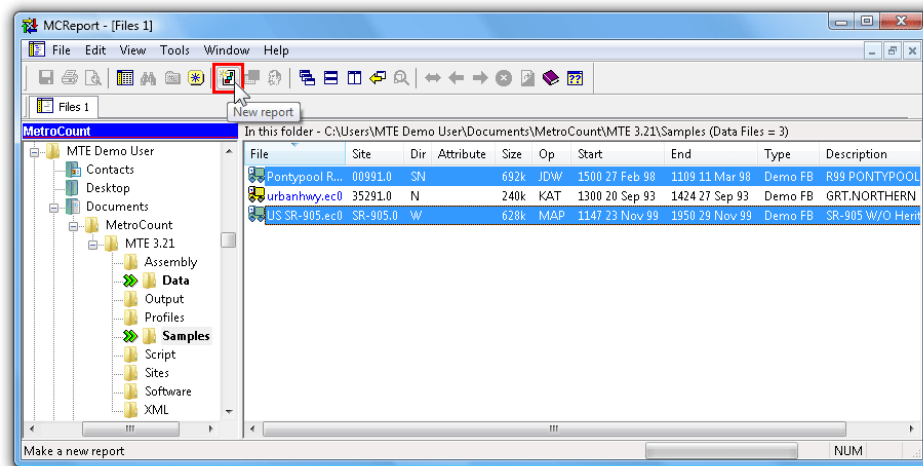 MCReport - [Files 1]
File Edit View Tools Window Help
New report
Files 1
MetroCount
In this folder - C:\Users\MTE Demo User\Documents\MetroCount\MTE 3.21\Samples (Data Files = 3)
MTE Demo User
Contacts
Desktop
Documents
MetroCount
MTE 3.21
Assembly
Data
Output
Profiles
Samples
Script
Sites
Software
XML
File Site Dir Attribute Size Op Start End Type Description
Pontypool R... 00991.0 SN 692k JDW 1500 27 Feb 98 1109 11 Mar 98 Demo FB R99 PONTYPOOL
urbanhwy.ec0 35291.0 N 240k KAT 1300 20 Sep 93 1424 27 Sep 93 Demo FB GRT.NORTHERN
US SR-905.ec0 SR-905.0 W 628k MAP 1147 23 Nov 99 1950 29 Nov 99 Demo FB SR-905 W/O Herit
Make a new report
NUM